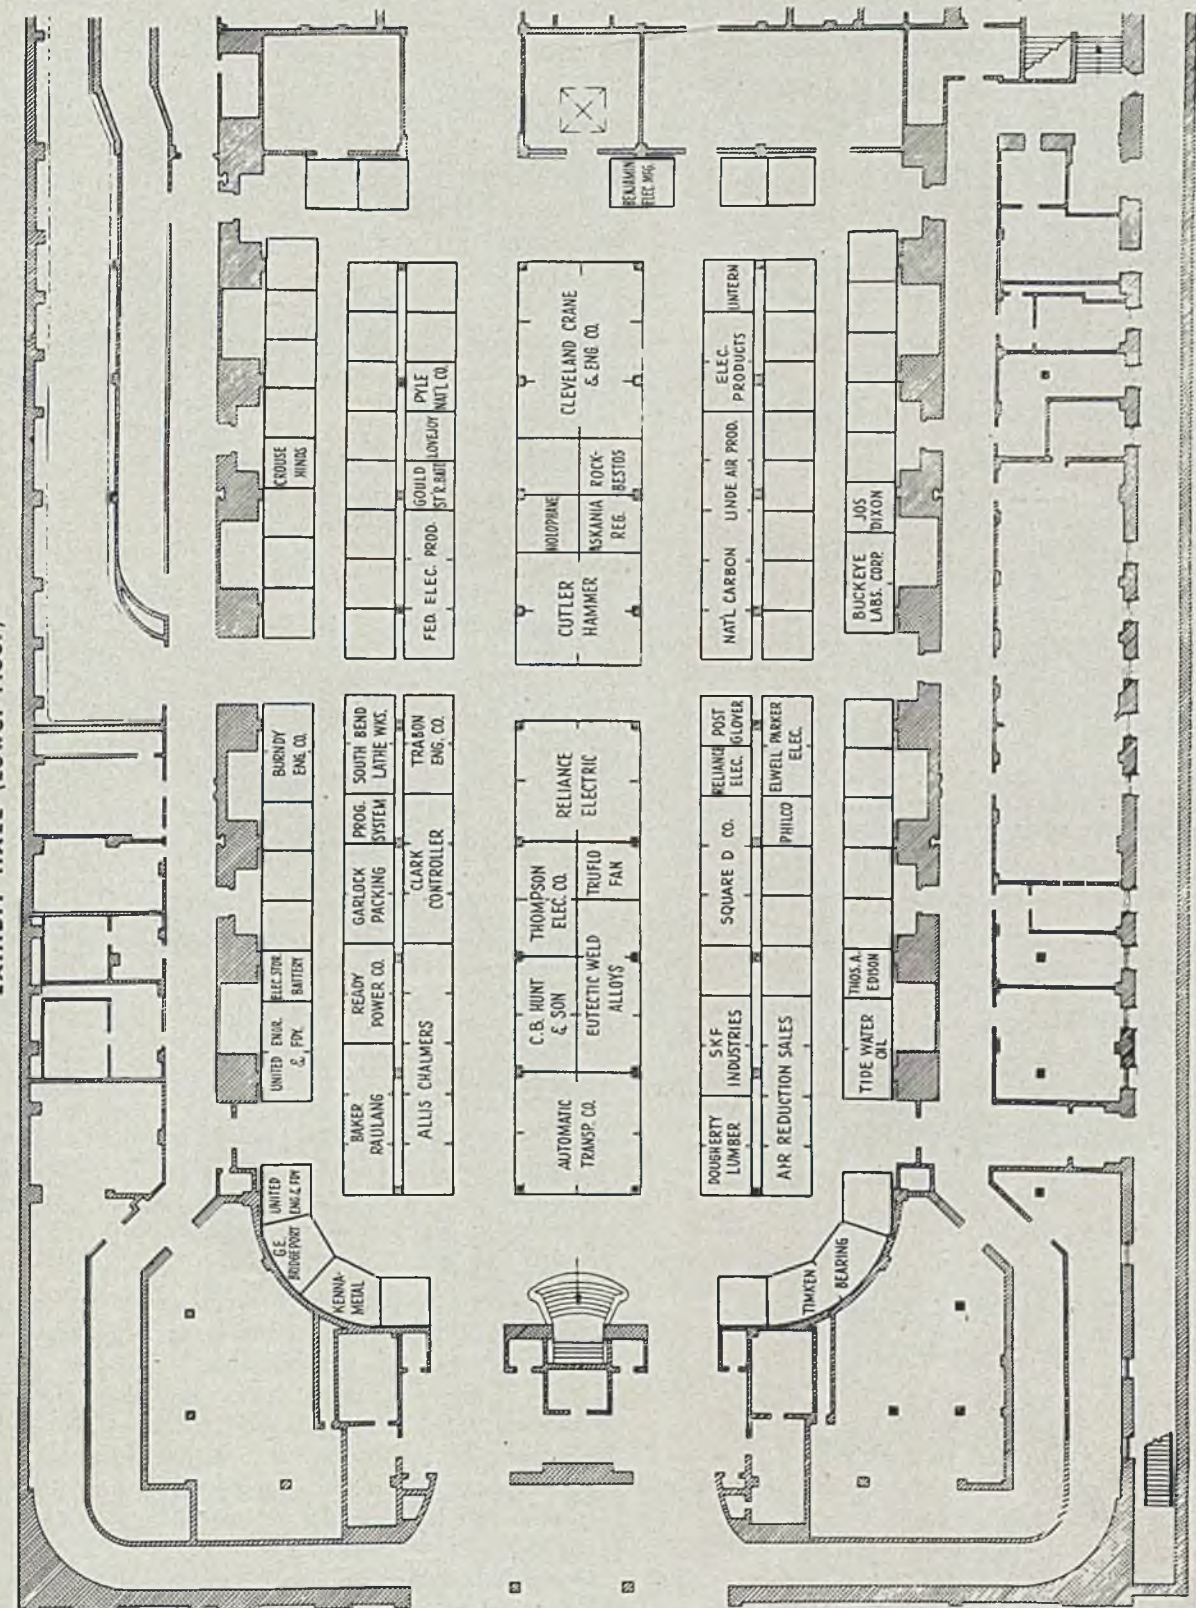 BENJAMIN
ELEC. MFG.
CROUSE
HINDS
PYLE
NAT'L CO.
LOVEJOY
GOULD
ST'R. BATT
FED. ELEC. PROD.
CLEVELAND CRANE
& ENG CO.
ROCK-
BESTOS
HOLOPHANE
ASKANIA
REG.
CUTLER
HAMMER
UNTERN
ELEC.
PRODUCTS
LINDE AIR PROD.
NAT'L CARBON
JOS
DIXON
BUCKEYE
LABS. CORP.
BURNDY
ENG. CO.
ELEC. STOR.
BATTERY
UNITED ENGR.
& FDY.
SOUTH BEND
LATHE WKS.
PROG.
SYSTEM
GARLOCK
PACKING
READY
POWER CO.
BAKER
RAULANG
TRABON
ENG. CO.
CLARK
CONTROLLER
ALLIS CHALMERS
RELIANCE
ELECTRIC
THOMPSON
ELEC. CO.
TRUFLO
FAN
C.B. HUNT
& SON
EUTECTIC WELD
ALLOYS
AUTOMATIC
TRANSP. CO.
POST
GLOVER
RELIANCE
ELEC.
SQUARE D CO.
SKF
INDUSTRIES
DOUGHERTY
LUMBER
ELWELL PARKER
ELEC.
PHILCO
AIR REDUCTION SALES
THOS. A.
EDISON
TIDE WATER
OIL
UNITED
ENG & FDY
G.E.
BRIDGEPORT
KENNA-
METAL
TIMKEN
BEARING